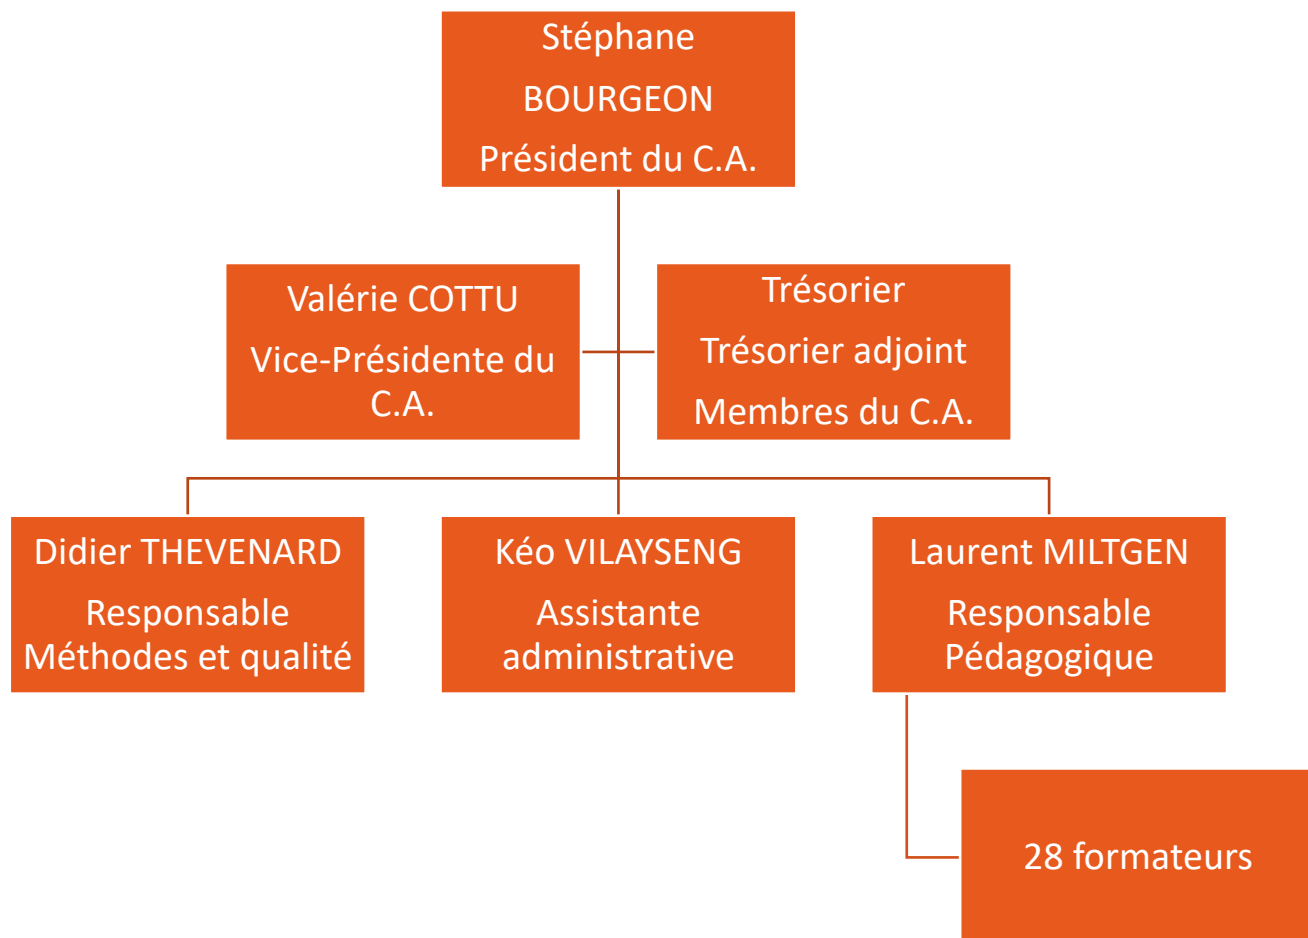 Stéphane
BOURGEON
Président du C.A.
Valérie COTTU
Vice-Présidente du
C.A.
Trésorier
Trésorier adjoint
Membres du C.A.
Didier THEVENARD
Responsable
Méthodes et qualité
Kéo VILAYSENG
Assistante
administrative
Laurent MILTGEN
Responsable
Pédagogique
28 formateurs